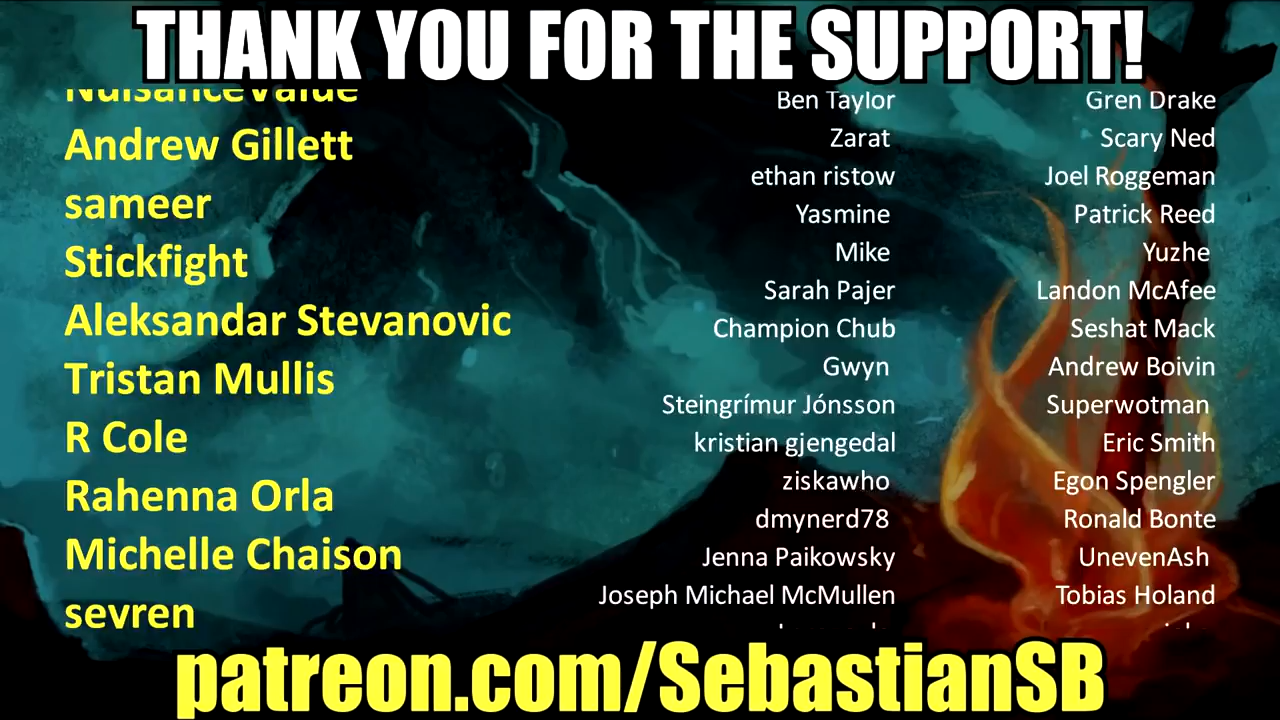 THANK YOU FOR THE SUPPORT!
NuisanceValue
Andrew Gillett
sameer
Stickfight
Aleksandar Stevanovic
Tristan Mullis
R Cole
Rahenna Orla
Michelle Chaison
sevren
Ben Taylor
Zarat
ethan ristow
Yasmine
Mike
Sarah Pajer
Champion Chub
Gwyn
Steingrímur Jónsson
kristian gjengedal
ziskawho
dmynerd78
Jenna Paikowsky
Joseph Michael McMullen
Gren Drake
Scary Ned
Joel Roggeman
Patrick Reed
Yuzhe
Landon McAfee
Seshat Mack
Andrew Boivin
Superwotman
Eric Smith
Egon Spengler
Ronald Bonte
UnevenAsh
Tobias Holand
patreon.com/SebastianSB